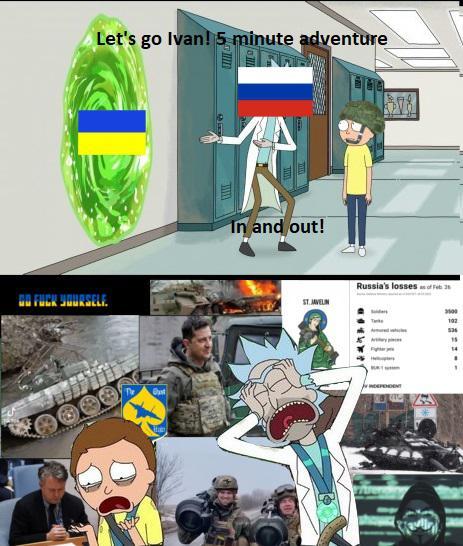 Let's go Ivan! 5 minute adventure
In and out!
GO FUCK YOURSELF.
ST. JAVELIN
Russia's losses as of Feb. 26
Soldiers 3500
Tanks 102
Armored vehicles 536
Artillery pieces 15
Fighter jets 14
Helicopters 8
BUK-1 system 1
INDEPENDENT
The Ghost